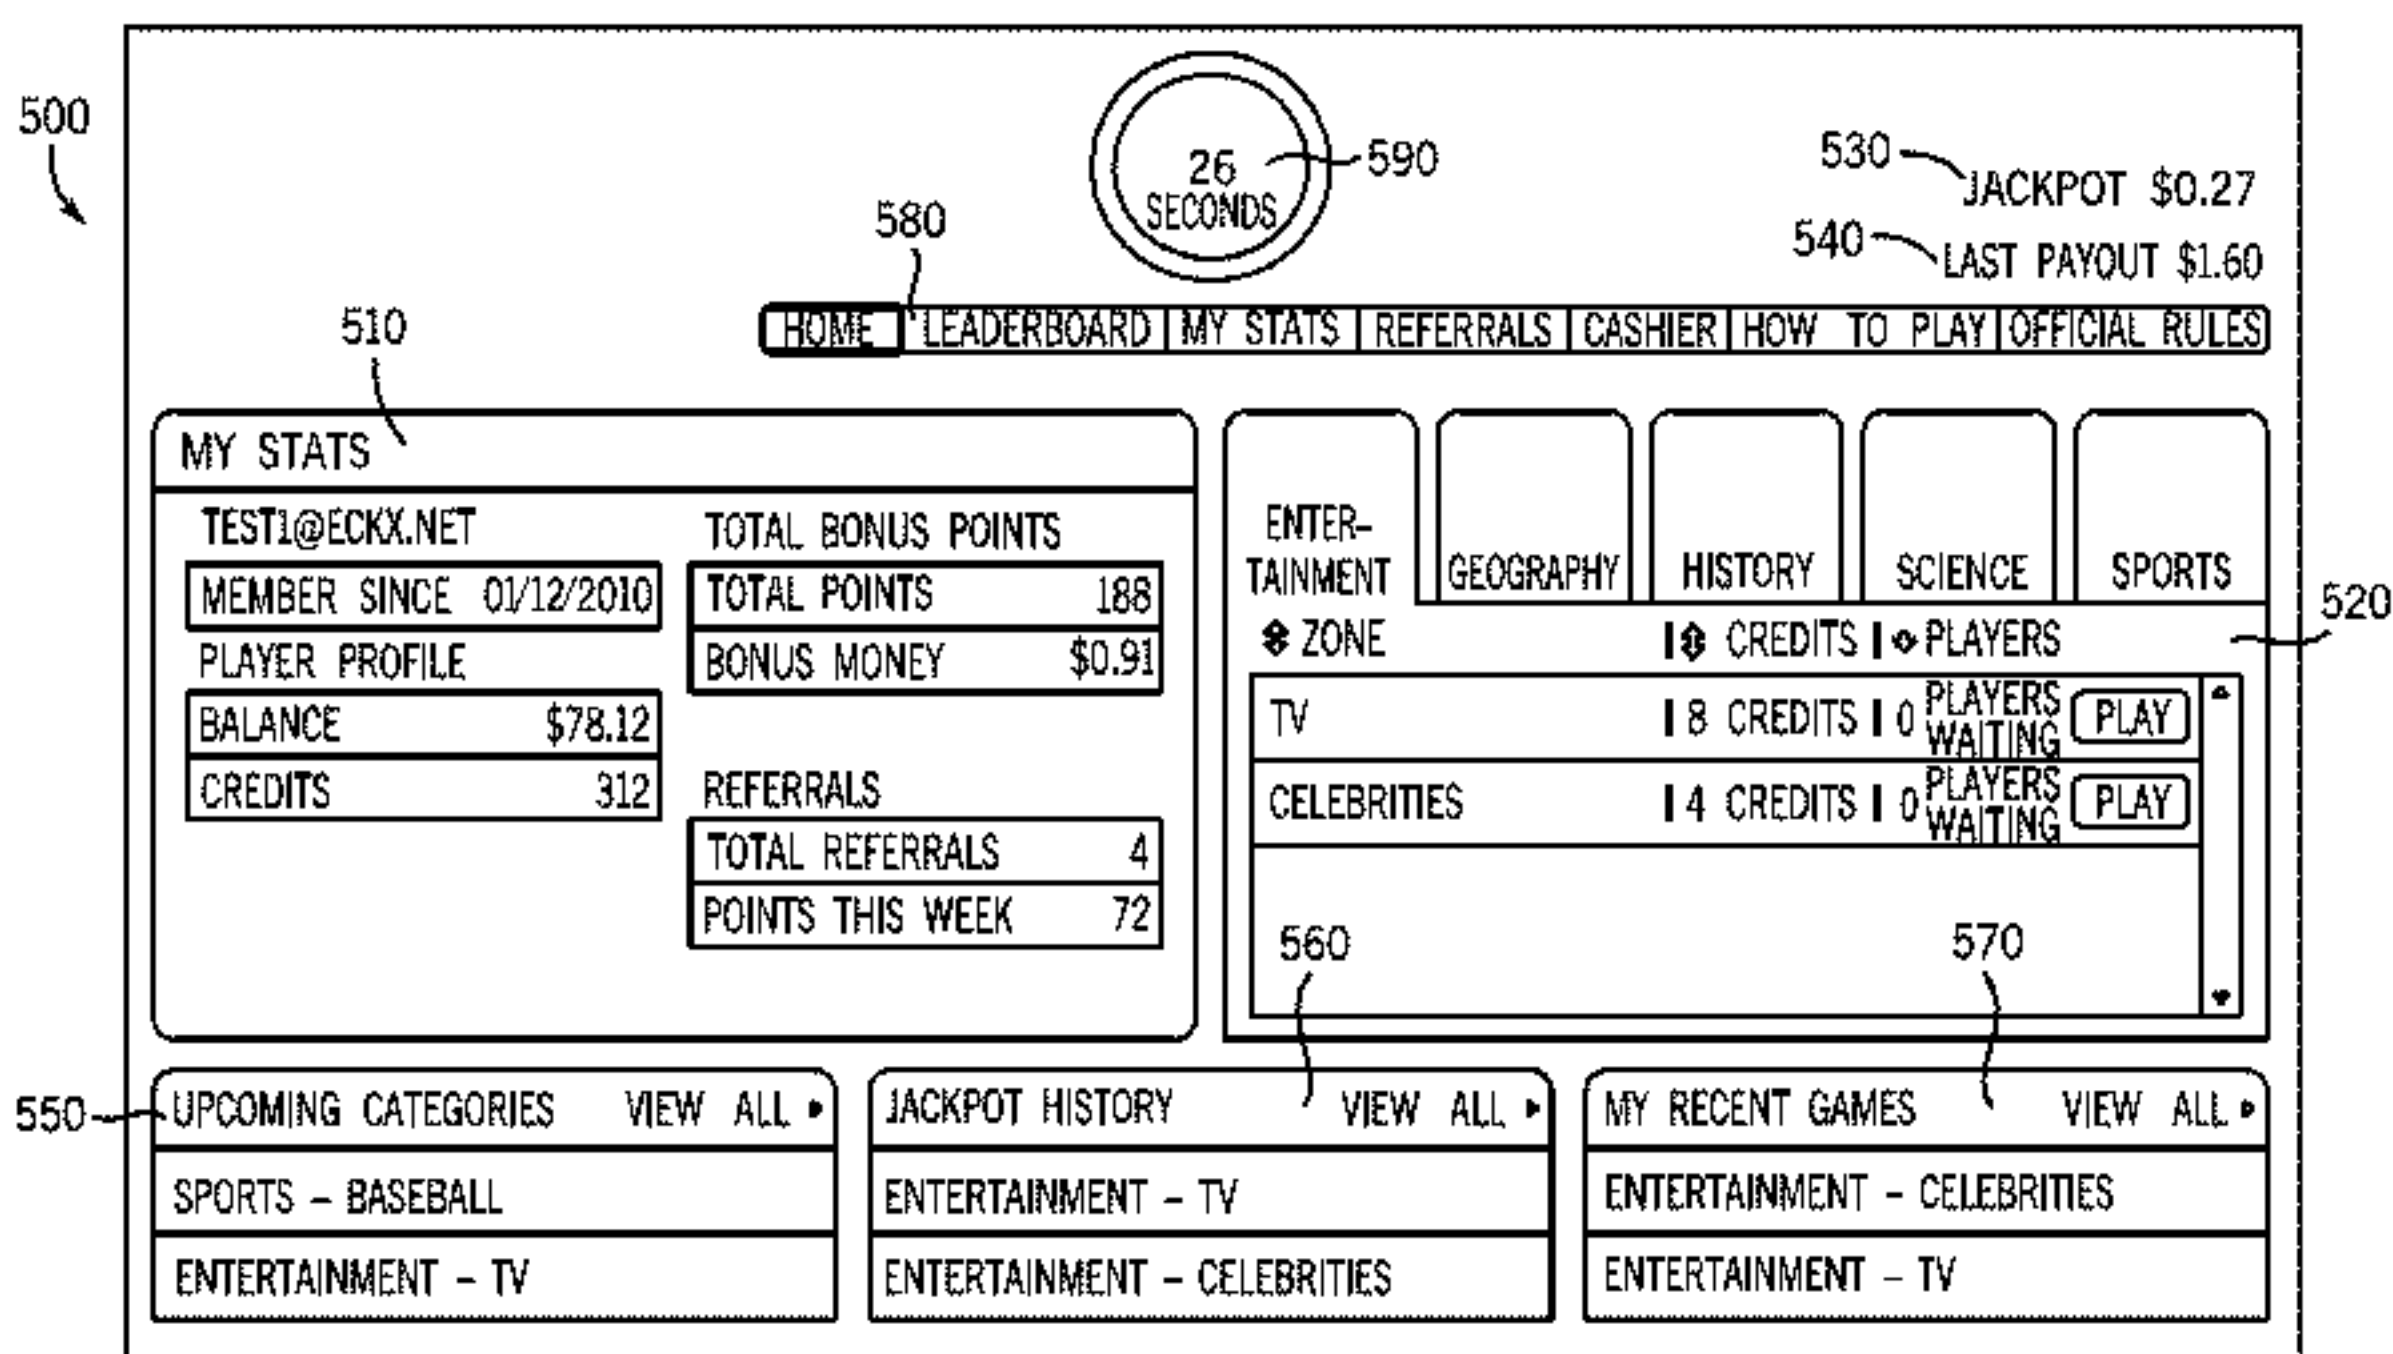 500
26
SECONDS
590
530
JACKPOT $0.27
540
LAST PAYOUT $1.60
580
HOME LEADERBOARD MY STATS REFERRALS CASHIER HOW TO PLAY OFFICIAL RULES
510
MY STATS
TEST1@ECKX.NET
MEMBER SINCE 01/12/2010
PLAYER PROFILE
BALANCE $78.12
CREDITS 312
TOTAL BONUS POINTS
TOTAL POINTS 188
BONUS MONEY $0.91
REFERRALS
TOTAL REFERRALS 4
POINTS THIS WEEK 72
ENTER-
TAINMENT
GEOGRAPHY
HISTORY
SCIENCE
SPORTS
520
ZONE CREDITS PLAYERS
TV 8 CREDITS 0 PLAYERS WAITING PLAY
CELEBRITIES 4 CREDITS 0 PLAYERS WAITING PLAY
560
570
550
UPCOMING CATEGORIES VIEW ALL
SPORTS – BASEBALL
ENTERTAINMENT – TV
JACKPOT HISTORY VIEW ALL
ENTERTAINMENT – TV
ENTERTAINMENT – CELEBRITIES
MY RECENT GAMES VIEW ALL
ENTERTAINMENT – CELEBRITIES
ENTERTAINMENT – TV